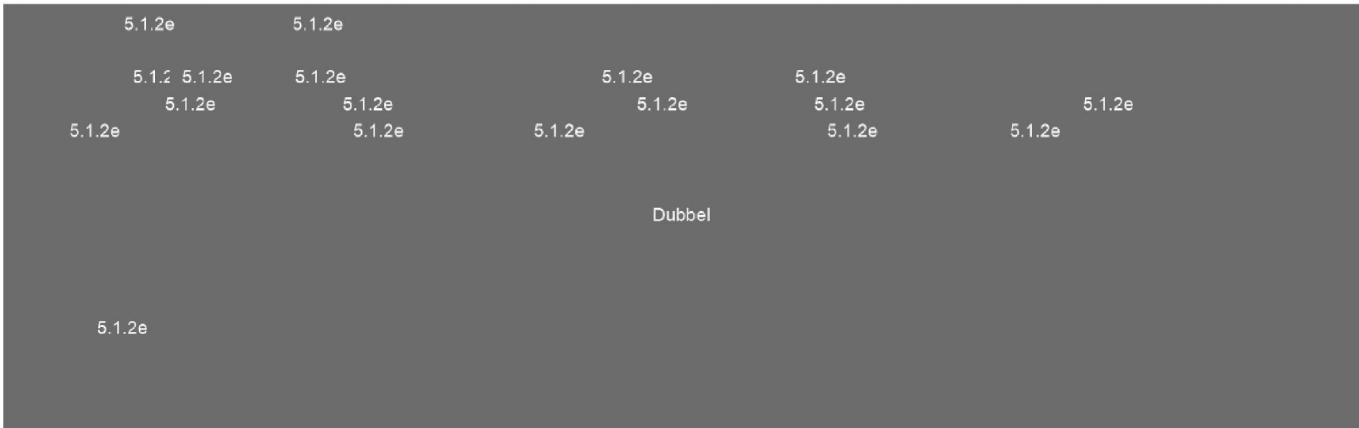 5.1.2e 5.1.2e
5.1.2 5.1.2e 5.1.2e 5.1.2e 5.1.2e
5.1.2e 5.1.2e 5.1.2e 5.1.2e 5.1.2e
5.1.2e 5.1.2e 5.1.2e 5.1.2e 5.1.2e
Dubbel
5.1.2e